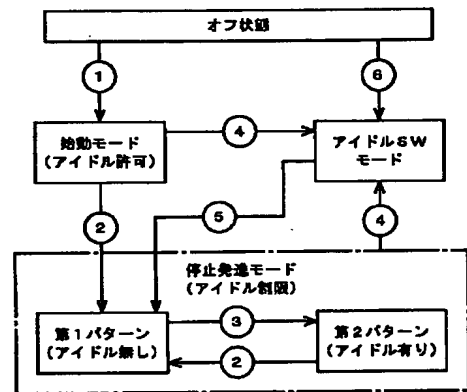 オフ状態
①
⑥
始動モード
(アイドル許可)
④
アイドルSW
モード
②
⑤
④
停止発進モード
(アイドル制限)
第1パターン
(アイドル無し)
③
第2パターン
(アイドル有り)
②